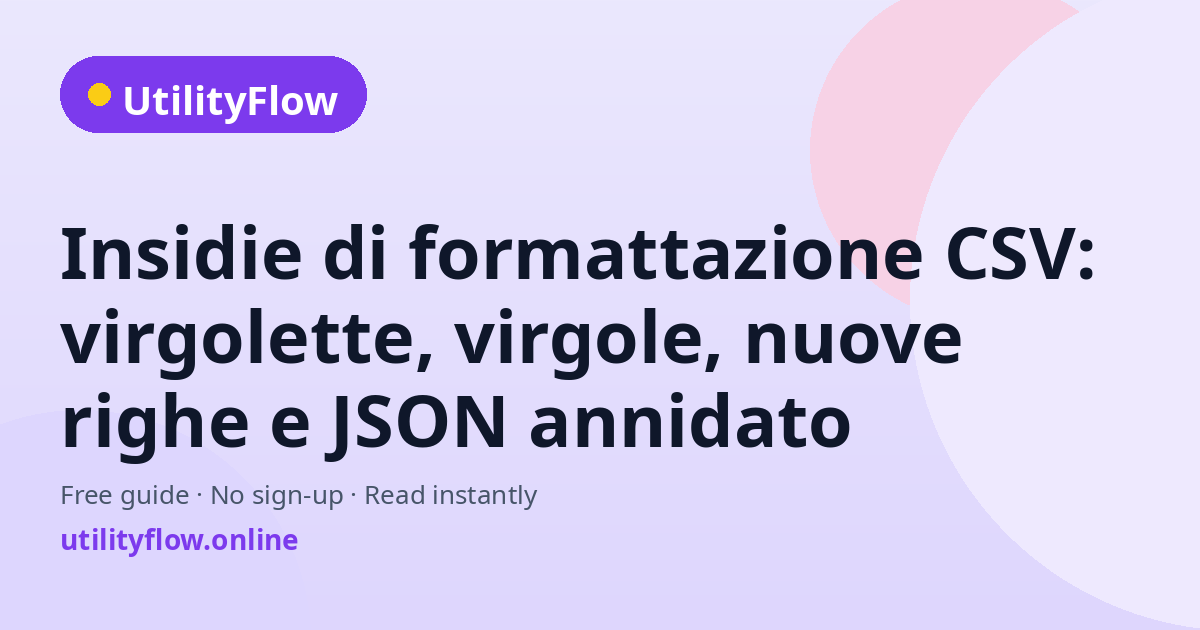 UtilityFlow
Insidie di formattazione CSV:
virgolette, virgole, nuove
righe e JSON annidato
Free guide · No sign-up · Read instantly
utilityflow.online